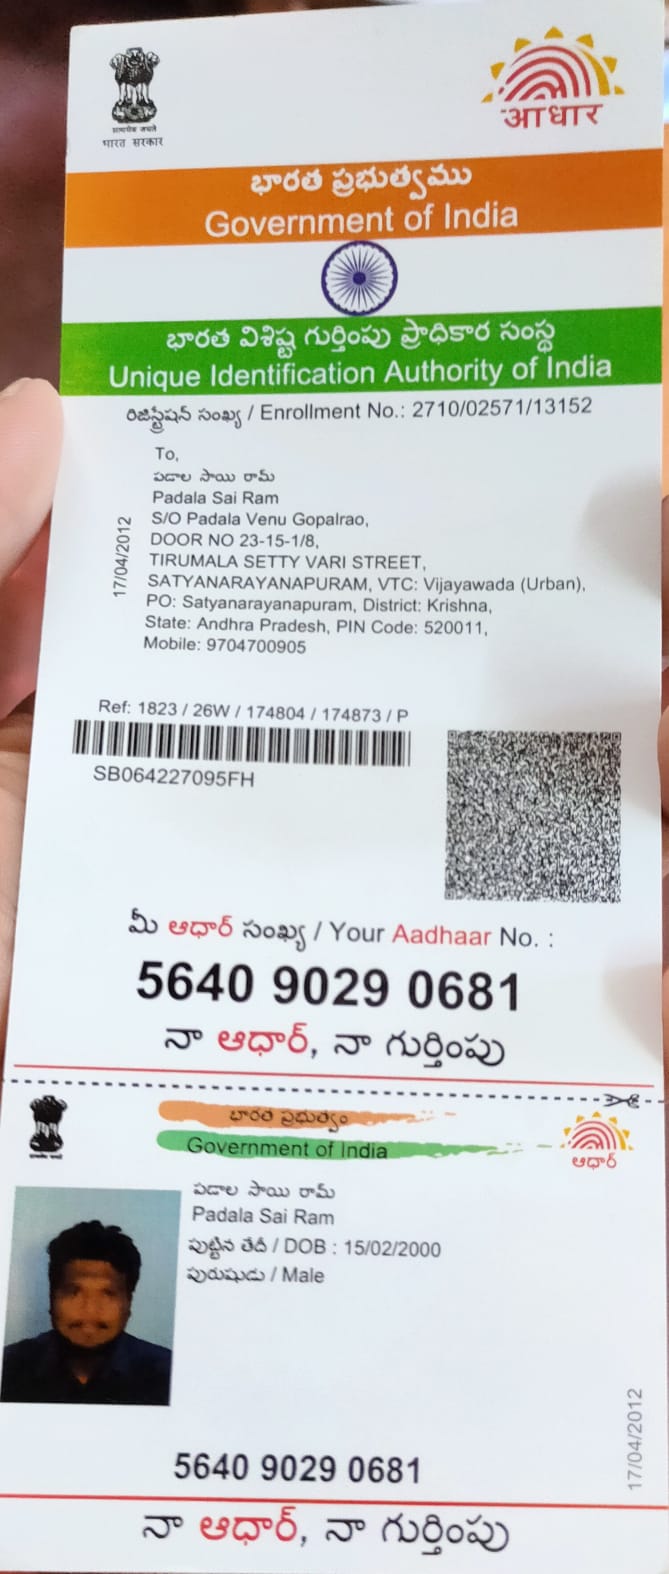 सत्यमेव जयते
भारत सरकार
आधार
భారత ప్రభుత్వము
Government of India
భారత విశిష్ట గుర్తింపు ప్రాధికార సంస్థ
Unique Identification Authority of India
రిజిస్ట్రేషన్ సంఖ్య / Enrollment No.: 2710/02571/13152
To,
పడాల సాయి రామ్
Padala Sai Ram
S/O Padala Venu Gopalrao,
DOOR NO 23-15-1/8,
TIRUMALA SETTY VARI STREET,
SATYANARAYANAPURAM, VTC: Vijayawada (Urban),
PO: Satyanarayanapuram, District: Krishna,
State: Andhra Pradesh, PIN Code: 520011,
Mobile: 9704700905
17/04/2012
Ref: 1823 / 26W / 174804 / 174873 / P
SB064227095FH
మీ ఆధార్ సంఖ్య / Your Aadhaar No. :
5640 9029 0681
నా ఆధార్, నా గుర్తింపు
భారత ప్రభుత్వం
Government of India
ఆధార్
పడాల సాయి రామ్
Padala Sai Ram
పుట్టిన తేదీ / DOB : 15/02/2000
పురుషుడు / Male
17/04/2012
5640 9029 0681
నా ఆధార్, నా గుర్తింపు